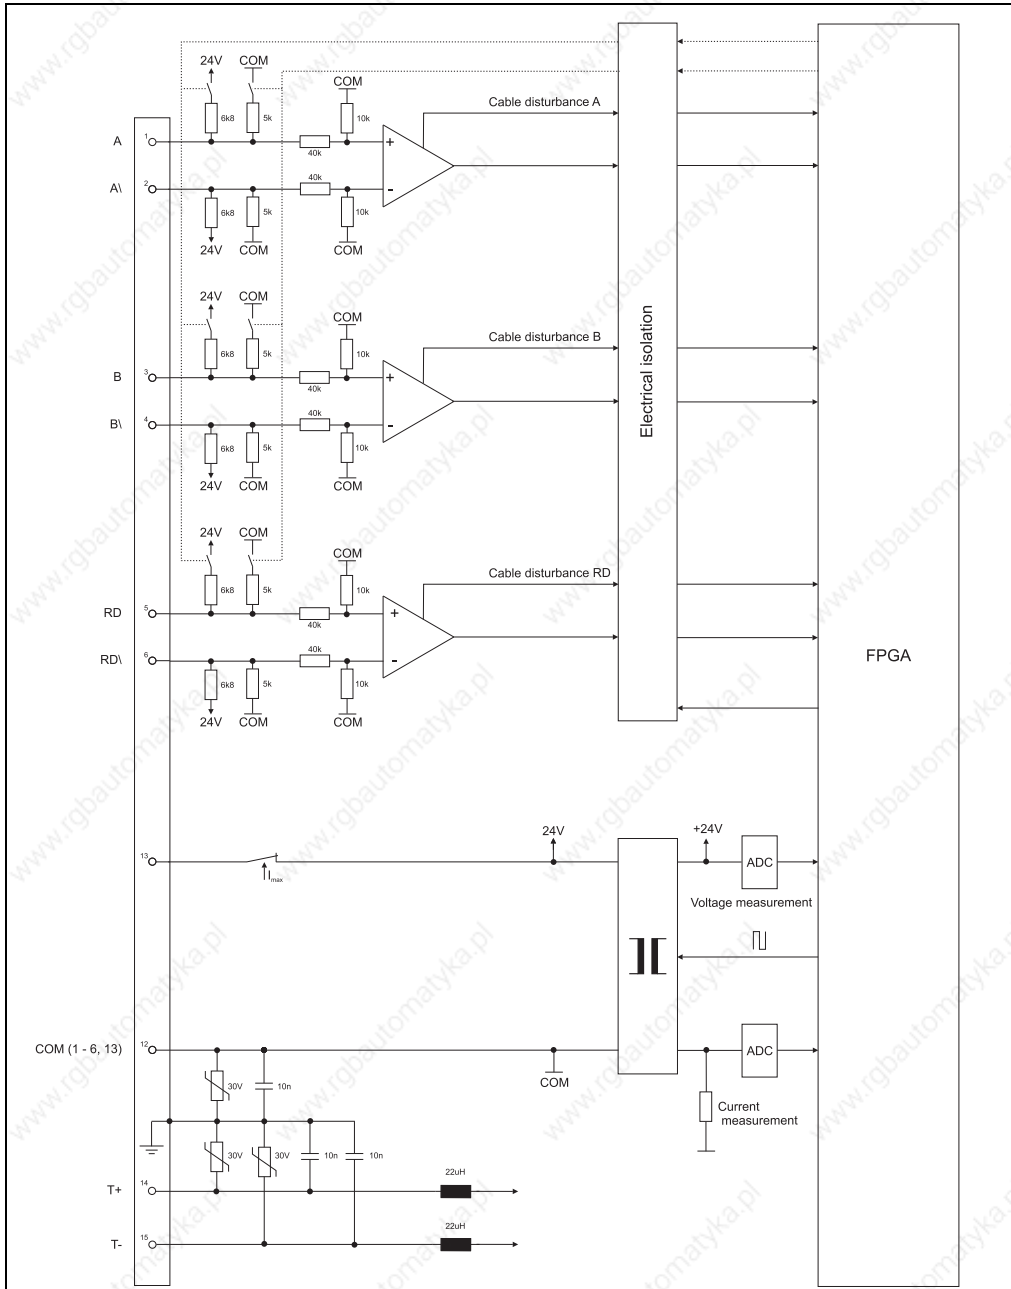 24V COM COM
6k8 5k 10k
Cable disturbance A
A 1 40k +
A\ 2 40k -
6k8 5k 10k
24V COM COM
24V COM COM
6k8 5k 10k
Cable disturbance B
B 3 40k +
B\ 4 40k -
6k8 5k 10k
24V COM COM
Electrical isolation
24V COM COM
6k8 5k 10k
Cable disturbance RD
RD 5 40k +
RD\ 6 40k -
6k8 5k 10k
24V COM COM
FPGA
24V +24V
13 ADC
Imax
Voltage measurement
COM (1 - 6, 13) 12 ADC
COM
30V 10n
Current
measurement
30V 30V 10n 10n
T+ 14 22uH
T- 15 22uH
www.rgbautomatyka.pl